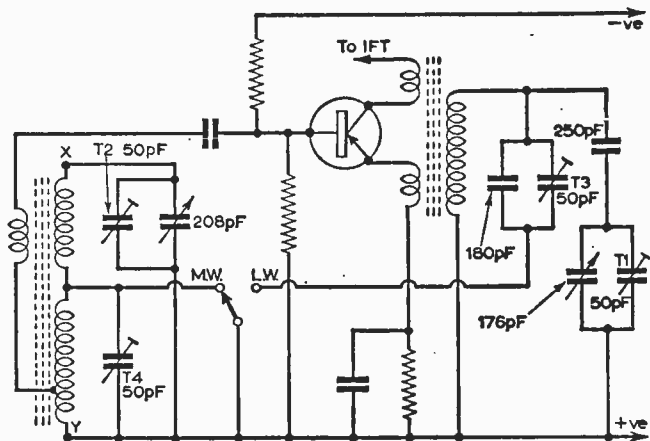 -ve
To IFT
T2 50pF
X
250pF
208pF
T3
50pF
180pF
M.W.
L.W.
T1
50pF
176pF
T4
50pF
Y
+ve